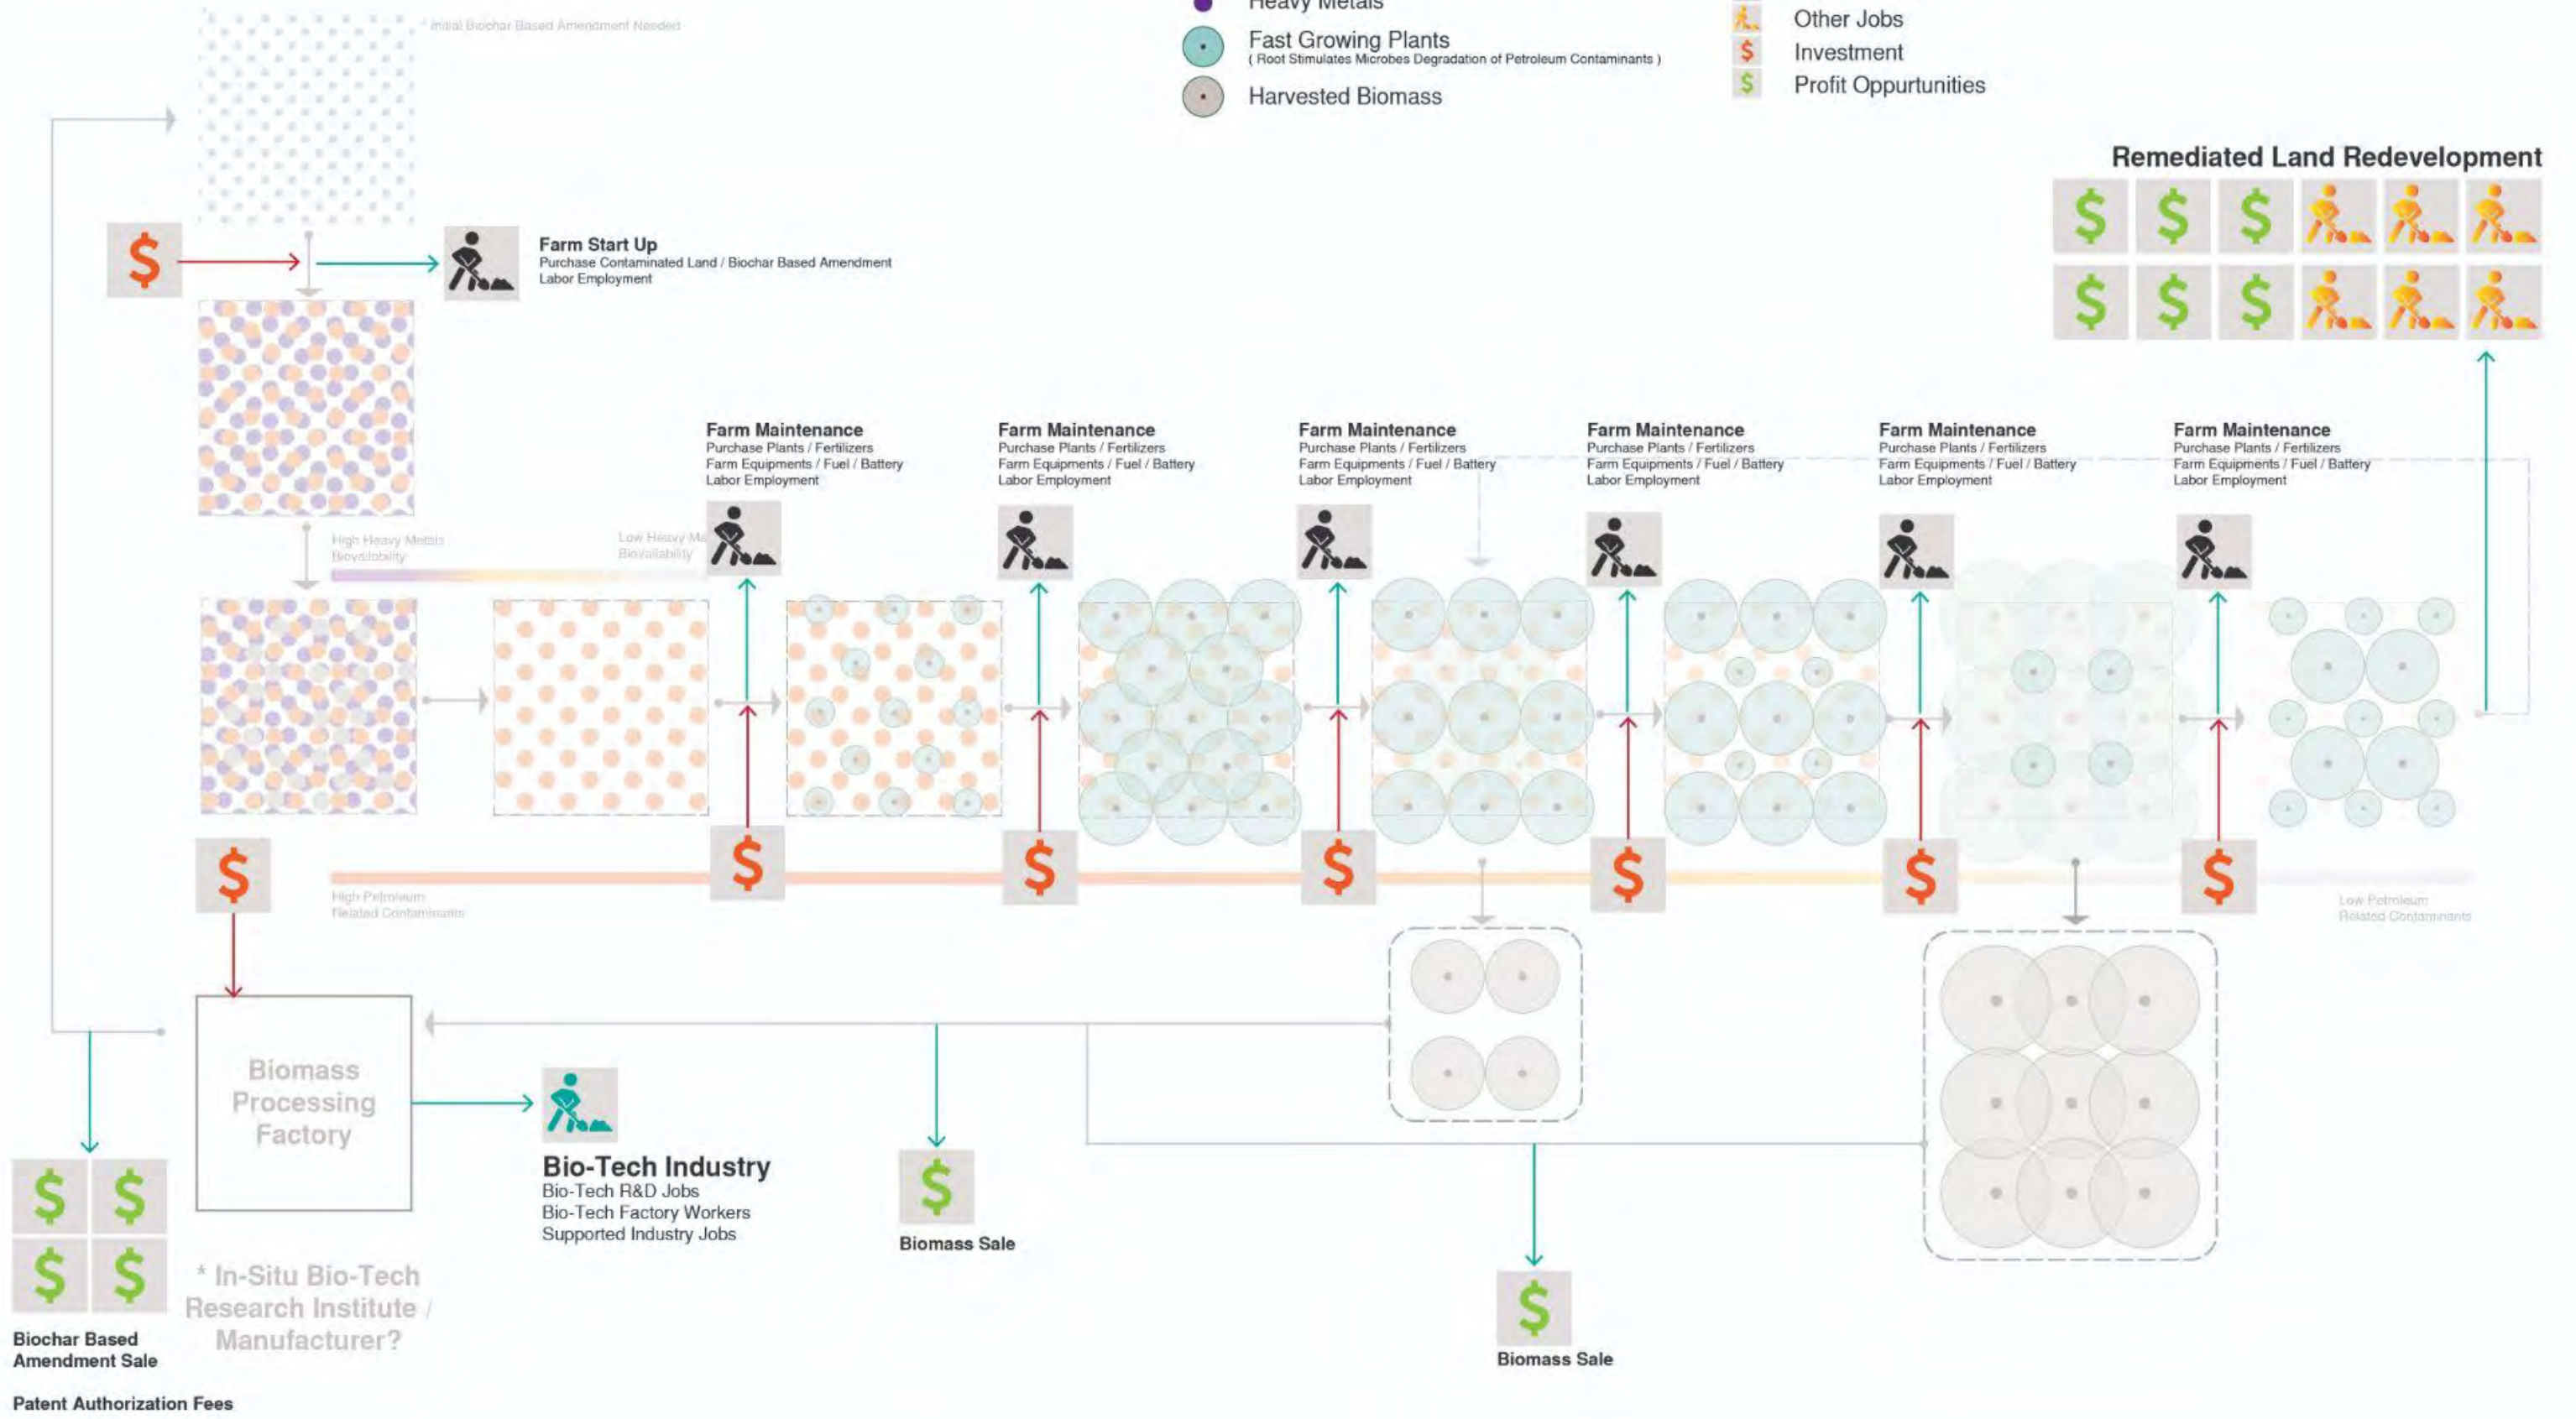 * Initial Biochar Based Amendment Needed
Heavy Metals
Fast Growing Plants
( Root Stimulates Microbes Degradation of Petroleum Contaminants )
Harvested Biomass
Other Jobs
$ Investment
$ Profit Oppurtunities
Remediated Land Redevelopment
$ $ $
$ $ $
$
Farm Start Up
Purchase Contaminated Land / Biochar Based Amendment
Labor Employment
Farm Maintenance
Purchase Plants / Fertilizers
Farm Equipments / Fuel / Battery
Labor Employment
Farm Maintenance
Purchase Plants / Fertilizers
Farm Equipments / Fuel / Battery
Labor Employment
Farm Maintenance
Purchase Plants / Fertilizers
Farm Equipments / Fuel / Battery
Labor Employment
Farm Maintenance
Purchase Plants / Fertilizers
Farm Equipments / Fuel / Battery
Labor Employment
Farm Maintenance
Purchase Plants / Fertilizers
Farm Equipments / Fuel / Battery
Labor Employment
Farm Maintenance
Purchase Plants / Fertilizers
Farm Equipments / Fuel / Battery
Labor Employment
High Heavy Metals
Biovailability
Low Heavy Ma
Biovailability
$ $ $ $ $ $ $
High Petroleum
Related Contaminants
Low Petroleum
Related Contaminants
Biomass
Processing
Factory
Bio-Tech Industry
Bio-Tech R&D Jobs
Bio-Tech Factory Workers
Supported Industry Jobs
$
Biomass Sale
$
Biomass Sale
$ $
$ $
* In-Situ Bio-Tech
Research Institute /
Manufacturer?
Biochar Based
Amendment Sale
Patent Authorization Fees